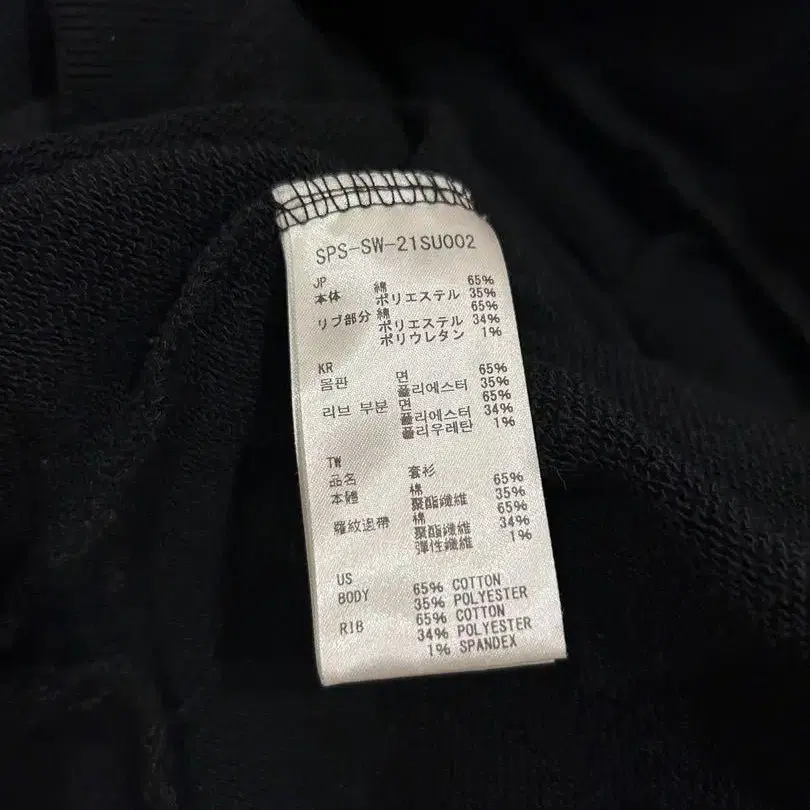 SPS-SW-21SU002
JP
本体 綿 65%
ポリエステル 35%
リブ部分 綿 65%
ポリエステル 34%
ポリウレタン 1%
KR
몸판 면 65%
폴리에스터 35%
리브 부분 면 65%
폴리에스터 34%
폴리우레탄 1%
TW
品名 套衫
本體 棉 65%
聚酯纖維 35%
羅紋邊帶 棉 65%
聚酯纖維 34%
彈性纖維 1%
US
BODY 65% COTTON
35% POLYESTER
RIB 65% COTTON
34% POLYESTER
1% SPANDEX